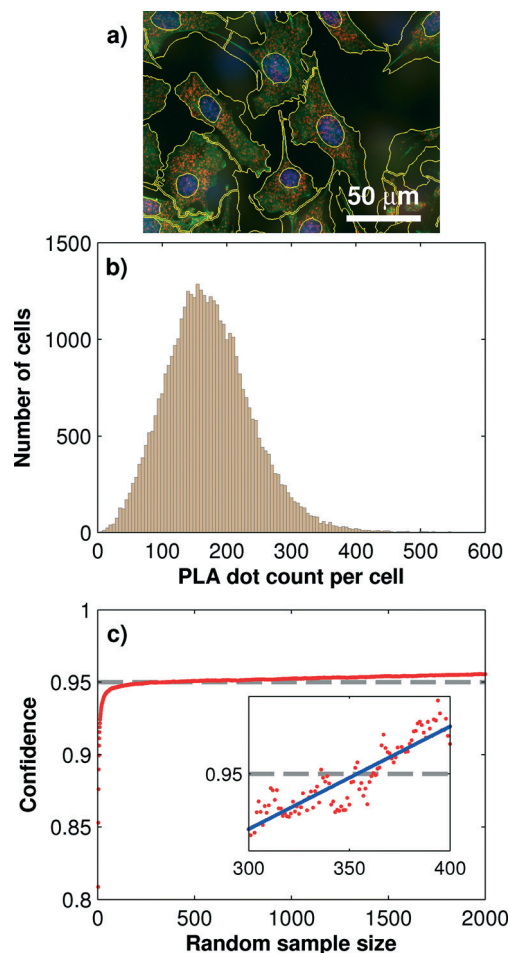 a)
50 μm
b)
1500
1000
500
0
Number of cells
0 100 200 300 400 500 600
PLA dot count per cell
c)
1
0.95
0.9
0.85
0.8
Confidence
0.95
300 350 400
0 500 1000 1500 2000
Random sample size